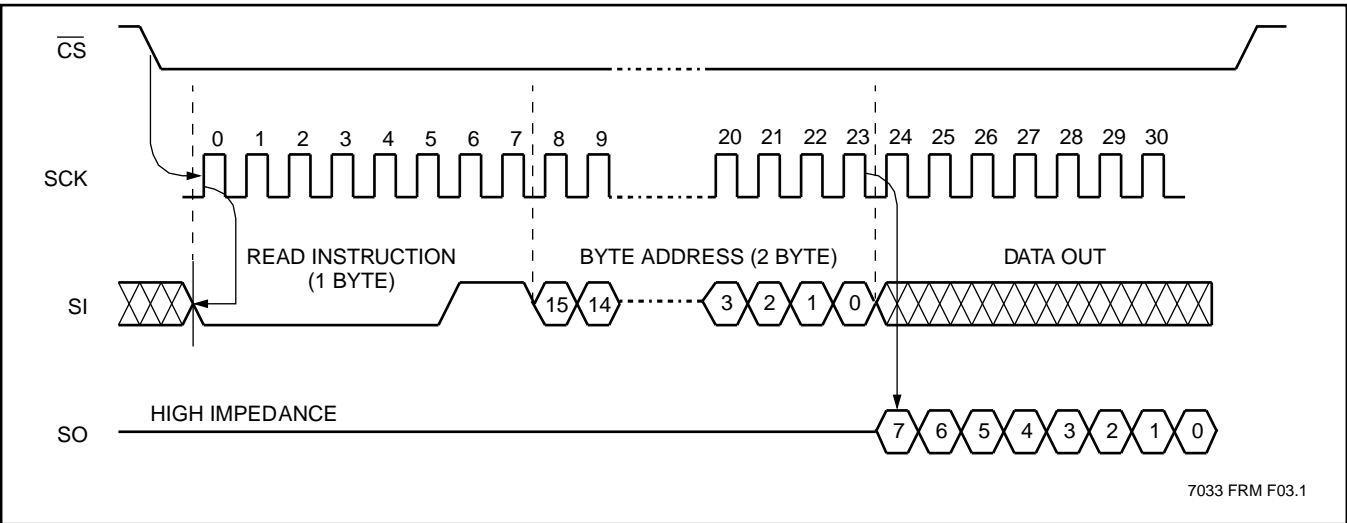 CS
0 1 2 3 4 5 6 7 8 9 20 21 22 23 24 25 26 27 28 29 30
SCK
READ INSTRUCTION
(1 BYTE)
BYTE ADDRESS (2 BYTE)
DATA OUT
SI
15 14 3 2 1 0
HIGH IMPEDANCE
SO
7 6 5 4 3 2 1 0
7033 FRM F03.1